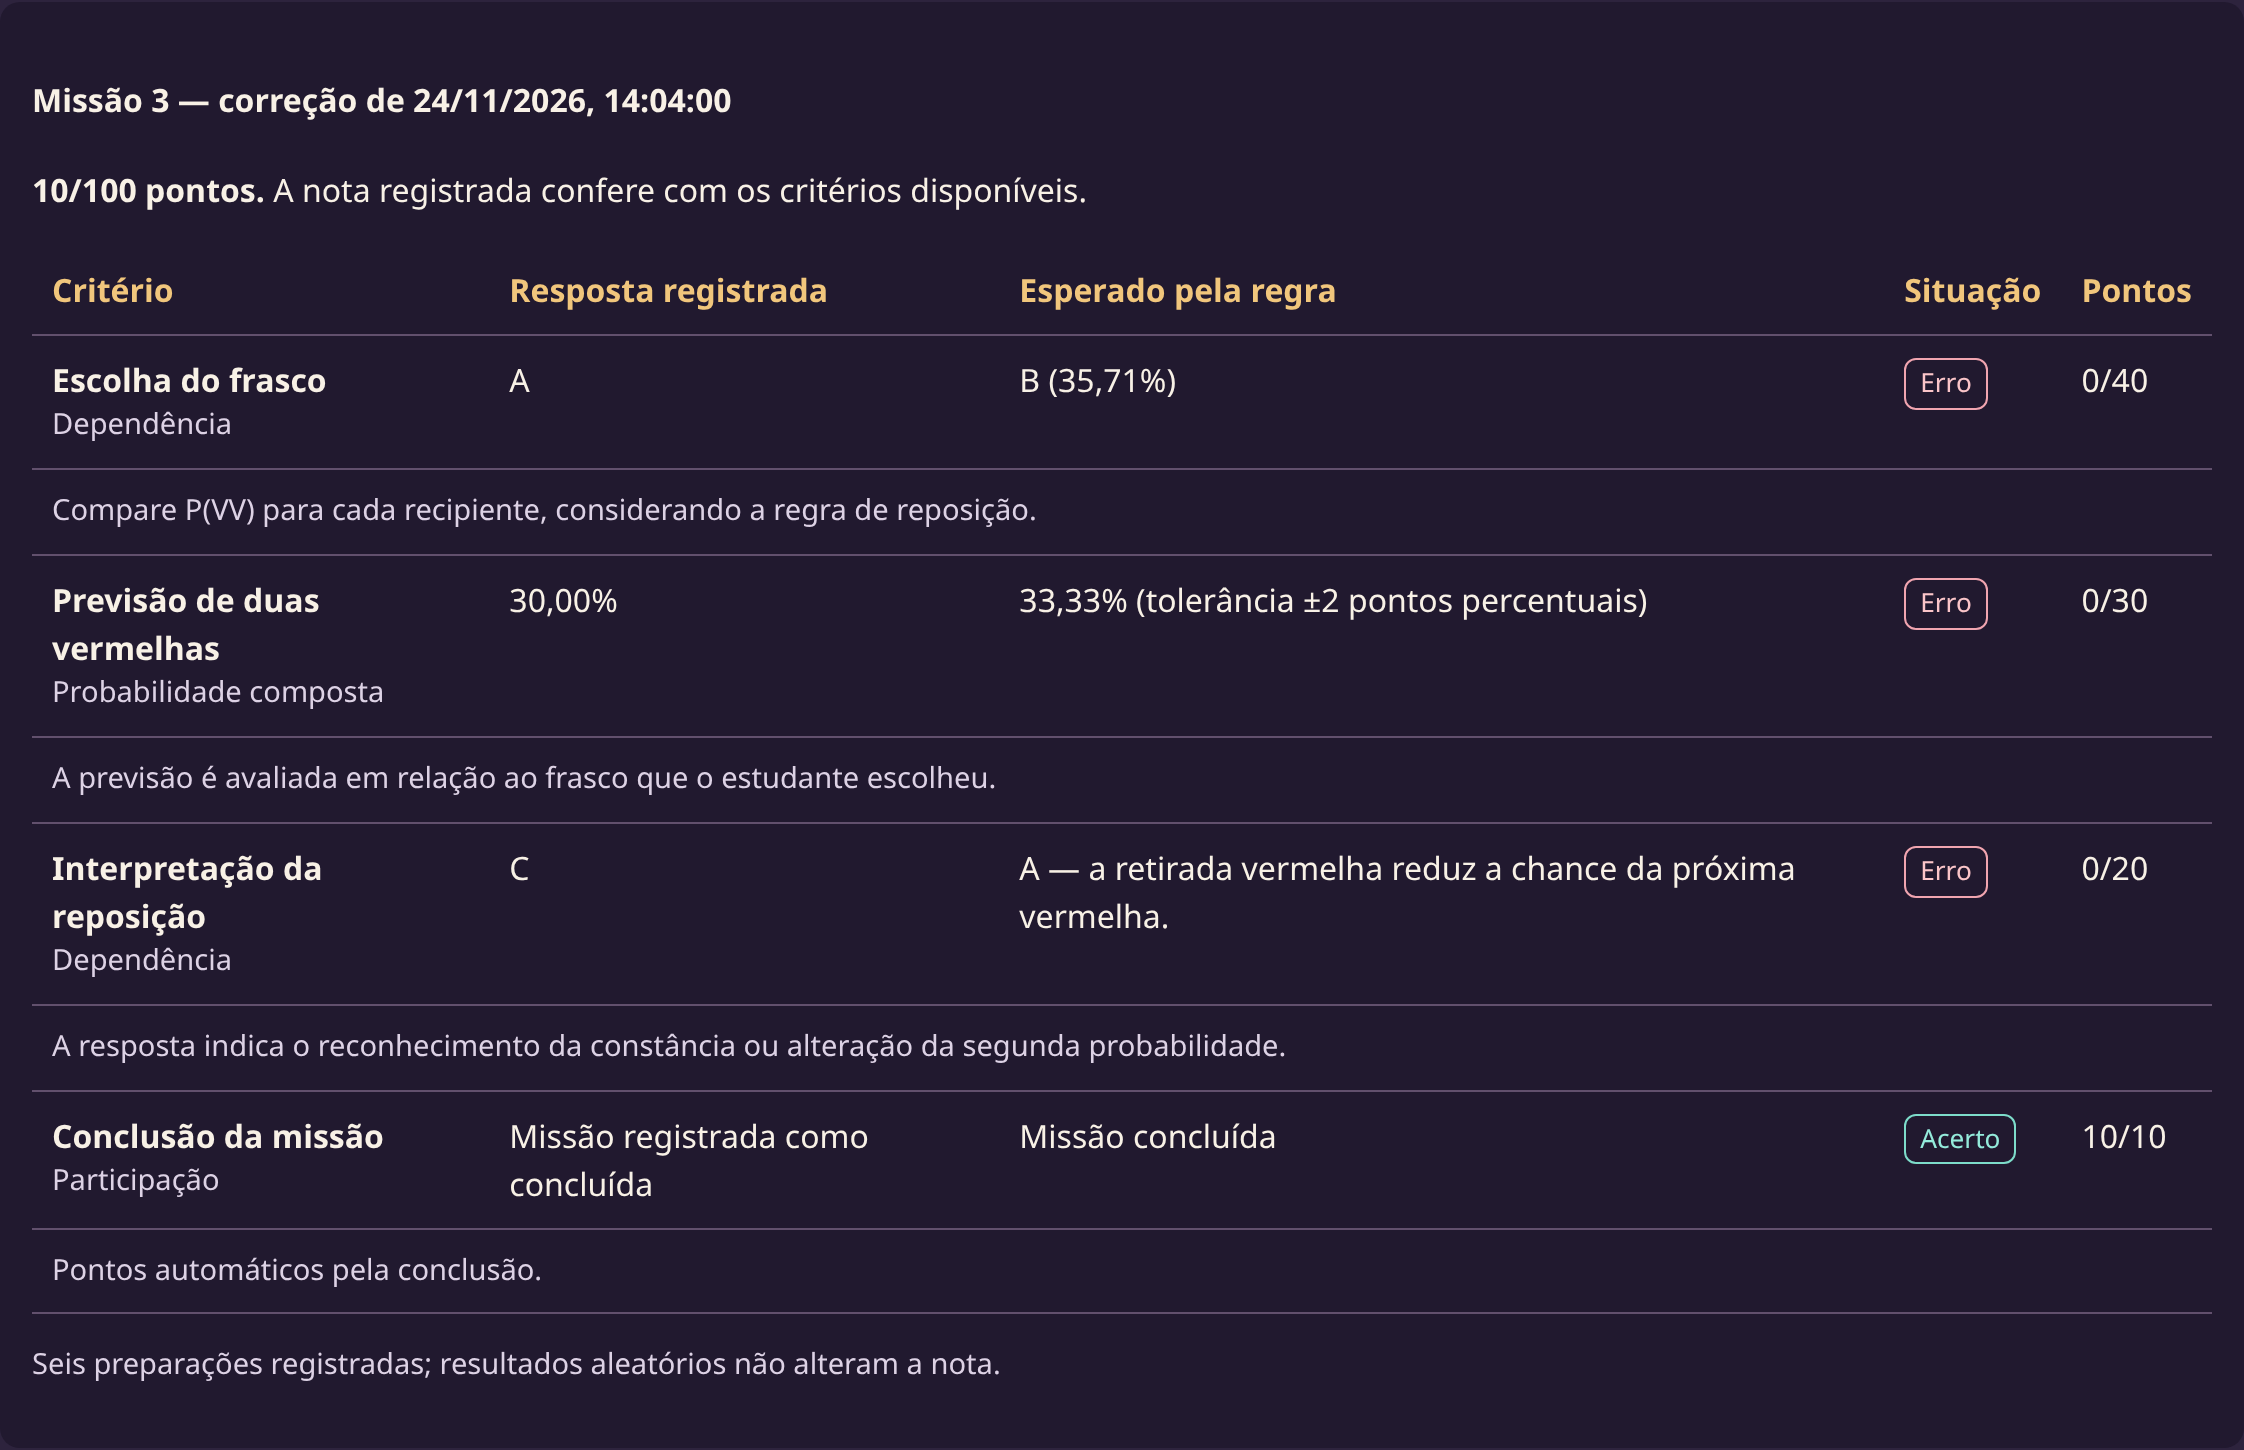 Missão 3 — correção de 24/11/2026, 14:04:00
10/100 pontos. A nota registrada confere com os critérios disponíveis.
Critério Resposta registrada Esperado pela regra Situação Pontos
Escolha do frasco A B (35,71%) Erro 0/40
Dependência
Compare P(VV) para cada recipiente, considerando a regra de reposição.
Previsão de duas 30,00% 33,33% (tolerância ±2 pontos percentuais) Erro 0/30
vermelhas
Probabilidade composta
A previsão é avaliada em relação ao frasco que o estudante escolheu.
Interpretação da C A — a retirada vermelha reduz a chance da próxima Erro 0/20
reposição vermelha.
Dependência
A resposta indica o reconhecimento da constância ou alteração da segunda probabilidade.
Conclusão da missão Missão registrada como Missão concluída Acerto 10/10
Participação concluída
Pontos automáticos pela conclusão.
Seis preparações registradas; resultados aleatórios não alteram a nota.